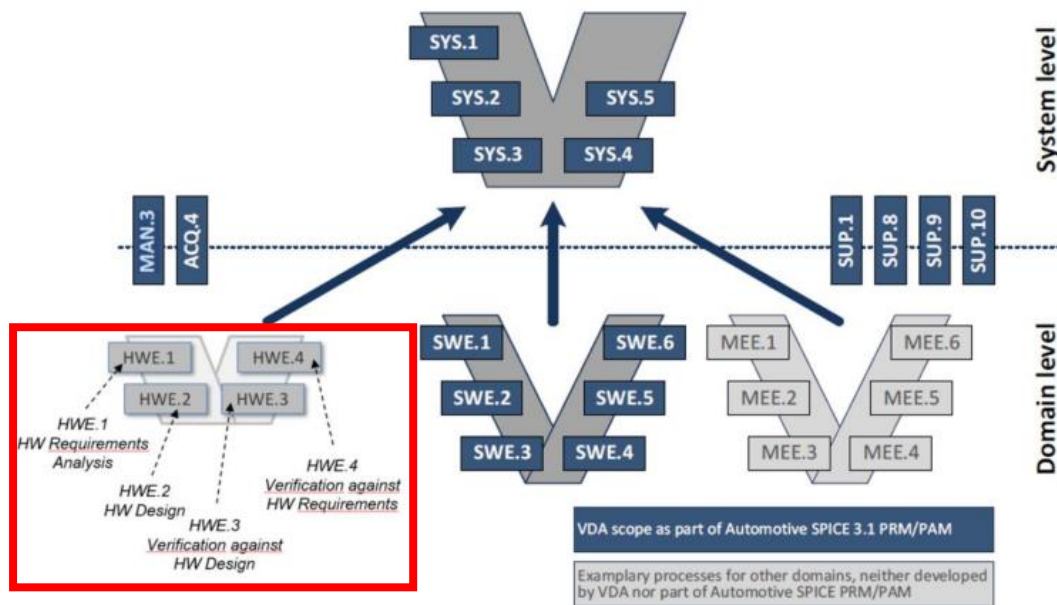 SYS.1
SYS.2
SYS.5
SYS.3
SYS.4
System level
MAN.3
ACQ.4
SUP.1
SUP.8
SUP.9
SUP.10
HWE.1
HWE.4
HWE.2
HWE.3
HWE.1
HW Requirements
Analysis
HWE.2
HW Design
HWE.3
Verification against
HW Design
HWE.4
Verification against
HW Requirements
SWE.1
SWE.6
SWE.2
SWE.5
SWE.3
SWE.4
MEE.1
MEE.6
MEE.2
MEE.5
MEE.3
MEE.4
Domain level
VDA scope as part of Automotive SPICE 3.1 PRM/PAM
Examplary processes for other domains, neither developed
by VDA nor part of Automotive SPICE PRM/PAM